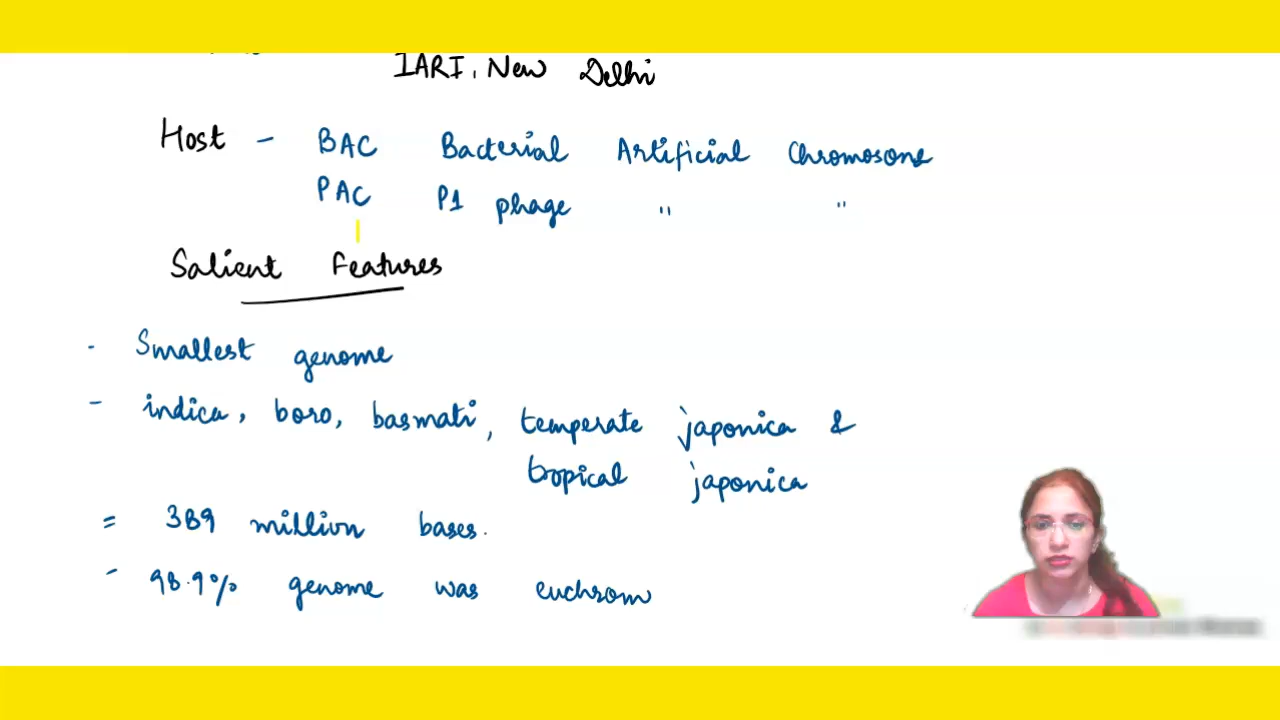 IARI, New Delhi
Host - BAC Bacterial Artificial Chromosone
PAC P1 phage " "
Salient Features
- Smallest genome
- indica, boro, basmati, temperate japonica &
tropical japonica
= 389 million bases.
- 98.9% genome was euchrom